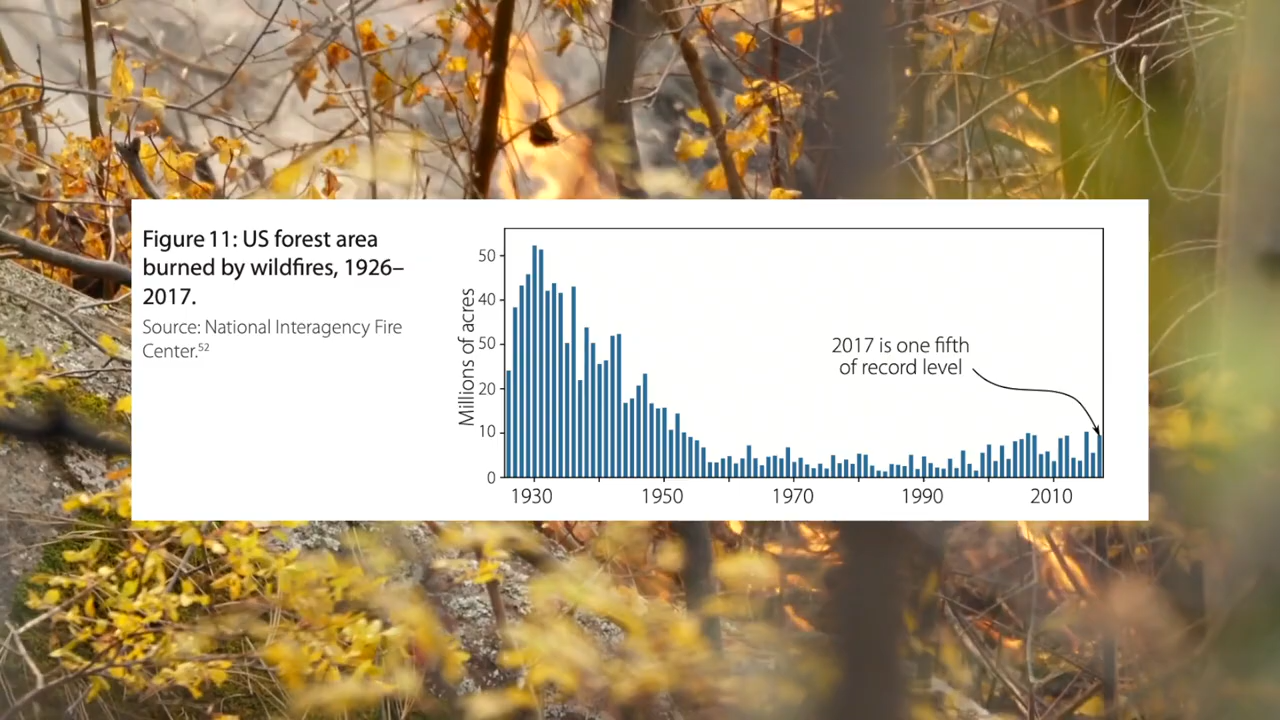 Figure 11: US forest area
burned by wildfires, 1926–
2017.
Source: National Interagency Fire
Center.52
Millions of acres
50
40
50
20
10
0
2017 is one fifth
of record level
1930
1950
1970
1990
2010